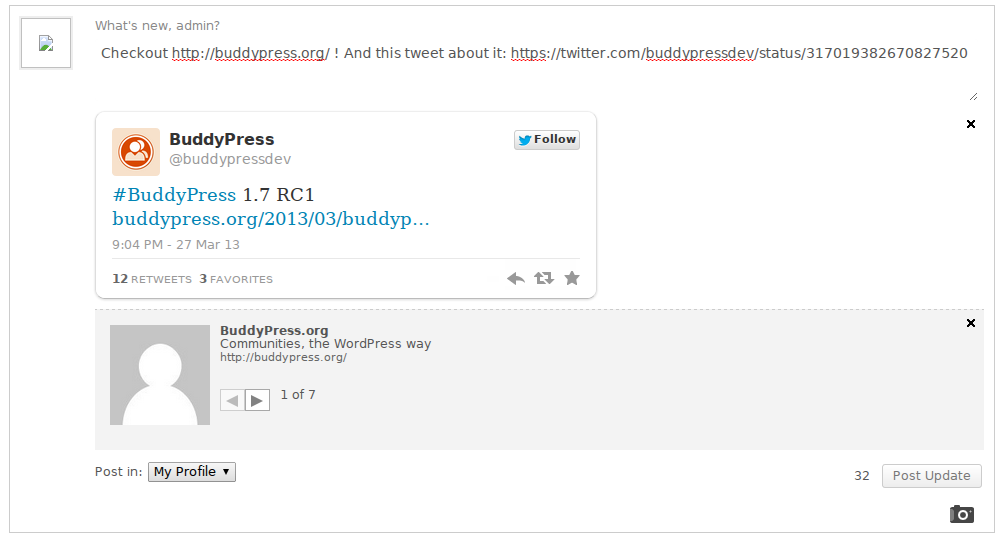 What's new, admin?
Checkout http://buddypress.org/ ! And this tweet about it: https://twitter.com/buddypressdev/status/317019382670827520
BuddyPress
@buddypressdev
Follow
#BuddyPress 1.7 RC1
buddypress.org/2013/03/buddyp…
9:04 PM - 27 Mar 13
12 RETWEETS 3 FAVORITES
BuddyPress.org
Communities, the WordPress way
http://buddypress.org/
1 of 7
Post in: My Profile
32 Post Update